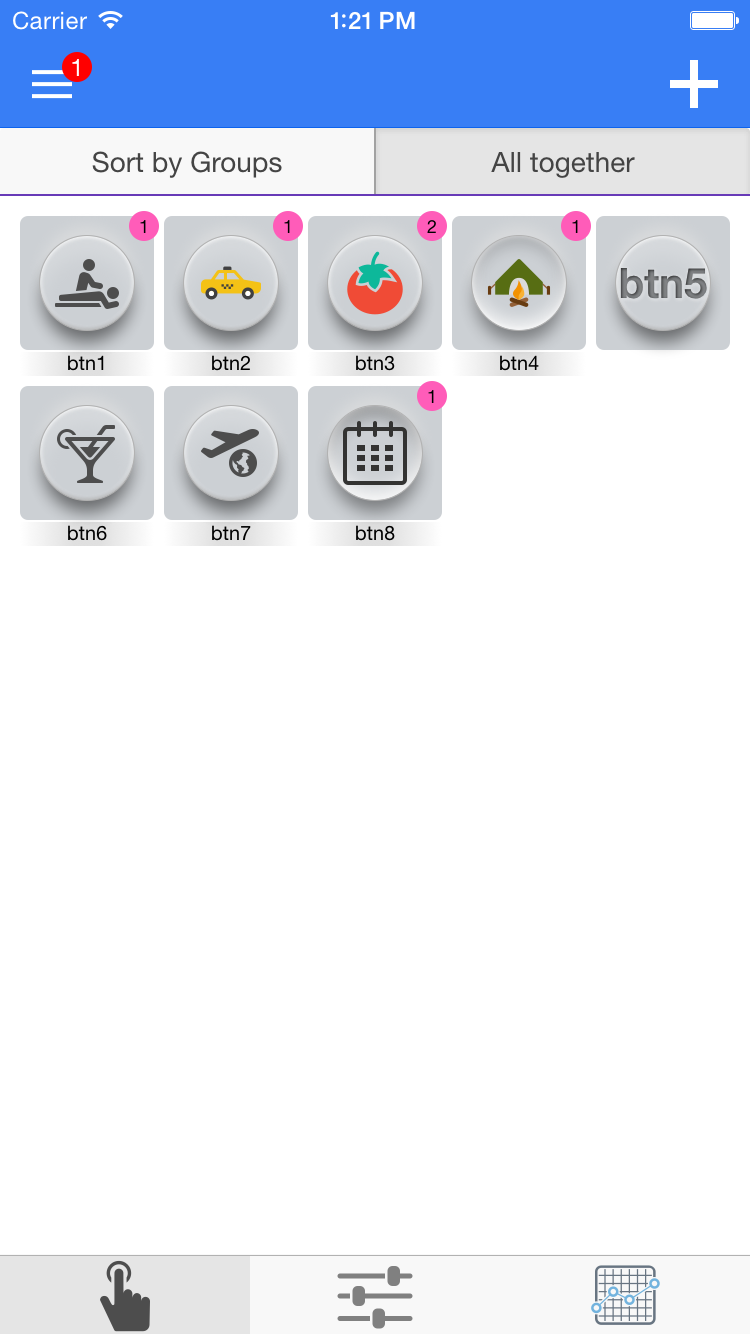 Carrier 1:21 PM
1
Sort by Groups All together
1 1 2 1
btn5
btn1 btn2 btn3 btn4
1
btn6 btn7 btn8